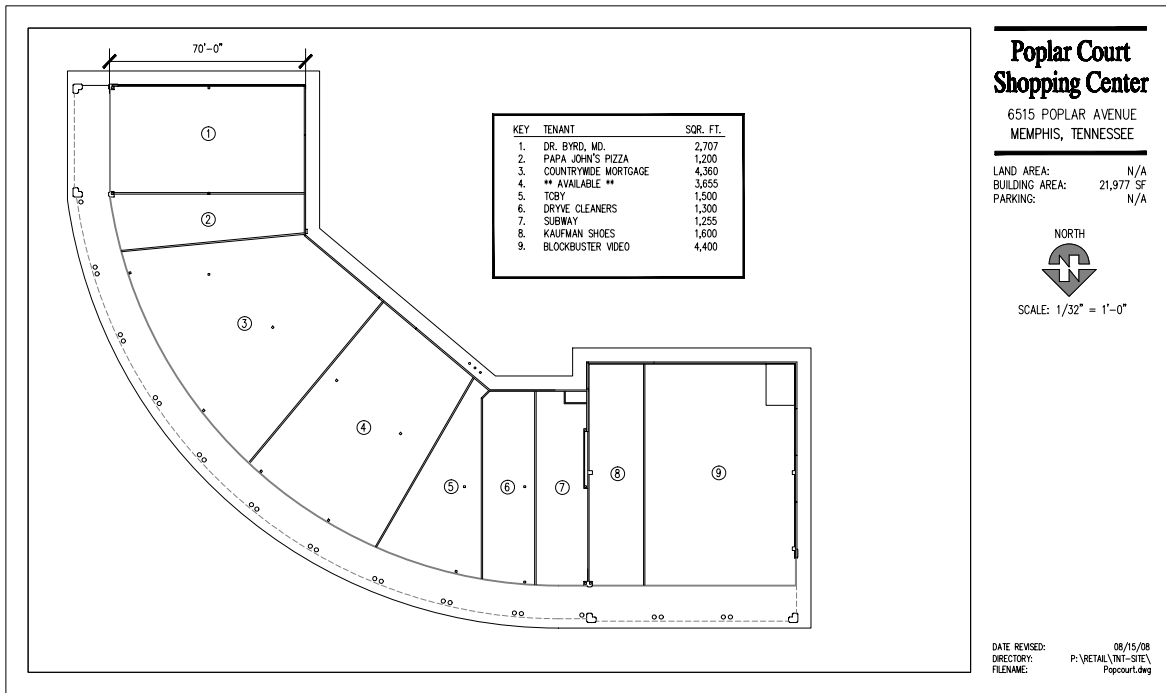 70'-0"
Poplar Court
Shopping Center
6515 POPLAR AVENUE
MEMPHIS, TENNESSEE
LAND AREA: N/A
BUILDING AREA: 21,977 SF
PARKING: N/A
NORTH
N
SCALE: 1/32" = 1'-0"
KEY TENANT SQR. FT.
1. DR. BYRD, MD. 2,707
2. PAPA JOHN'S PIZZA 1,200
3. COUNTRYWIDE MORTGAGE 4,360
4. ** AVAILABLE ** 3,655
5. TCBY 1,500
6. DRYVE CLEANERS 1,300
7. SUBWAY 1,255
8. KAUFMAN SHOES 1,600
9. BLOCKBUSTER VIDEO 4,400
1
2
3
4
5
6
7
8
9
DATE REVISED: 08/15/08
DIRECTORY: P:\RETAIL\TNT-SITE\
FILENAME: Popcourt.dwg